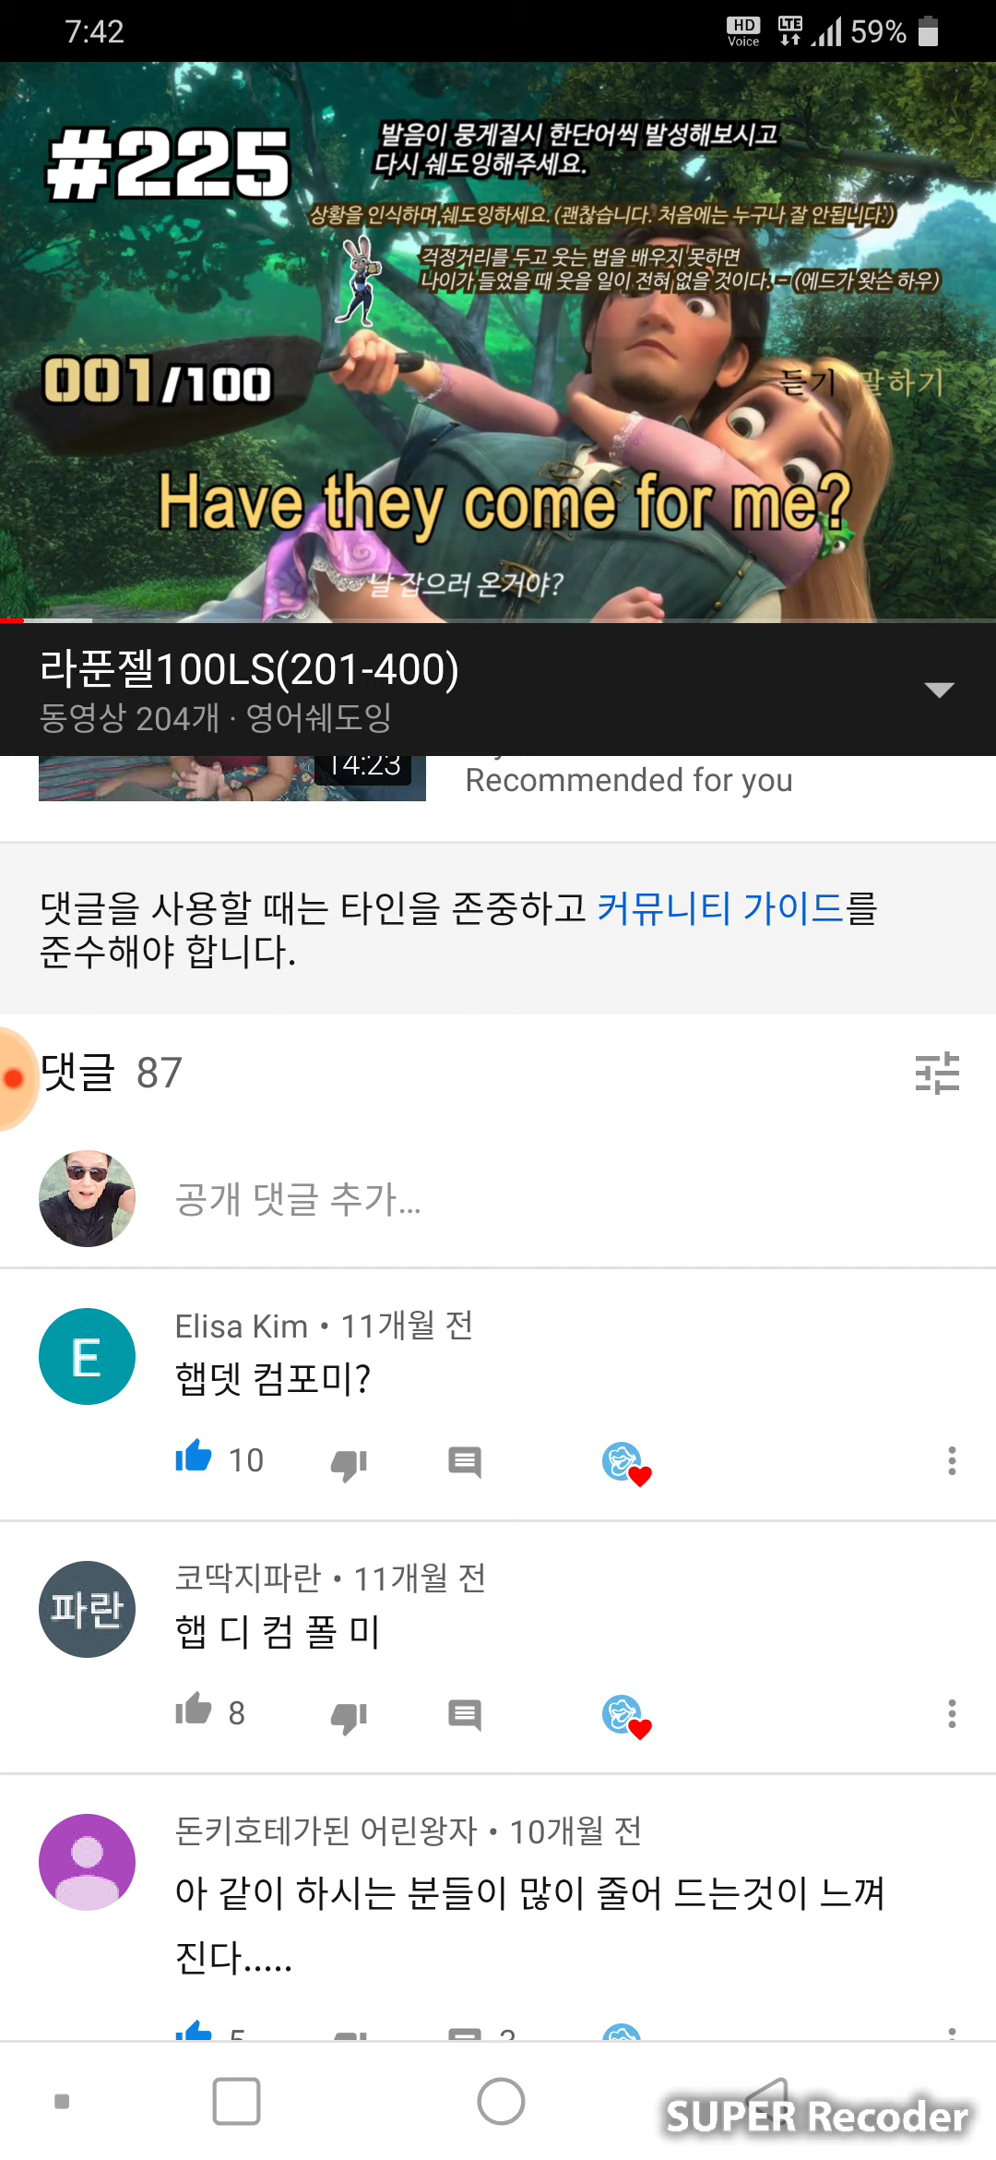 7:42
HD Voice LTE 59%
#225
발음이 뭉게질시 한단어씩 발성해보시고
다시 쉐도잉해주세요.
상황을 인식하며,쉐도잉하세요. (괜찮습니다. 처음에는 누구나 잘 안됩니다.)
걱정거리를 두고 웃는 법을 배우지 못하면
나이가 들었을 때 웃을 일이 전혀 없을 것이다. - (에드가 왓슨 하우)
001/100
듣기 말하기
Have they come for me?
날 잡으러 온거야?
라푼젤100LS(201-400)
동영상 204개 · 영어쉐도잉
14:23
Recommended for you
댓글을 사용할 때는 타인을 존중하고 커뮤니티 가이드를
준수해야 합니다.
댓글 87
공개 댓글 추가...
E
Elisa Kim • 11개월 전
햅뎃 컴포미?
10
파란
코딱지파란 • 11개월 전
햅 디 컴 폴 미
8
돈키호테가된 어린왕자 • 10개월 전
아 같이 하시는 분들이 많이 줄어 드는것이 느껴
진다.....
5 2
SUPER Recoder